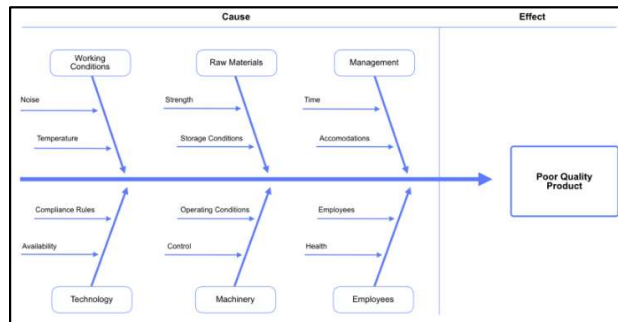 Cause
Effect
Working
Conditions
Raw Materials
Management
Noise
Strength
Time
Temperature
Storage Conditions
Accomodations
Poor Quality
Product
Compliance Rules
Operating Conditions
Employees
Availability
Control
Health
Technology
Machinery
Employees